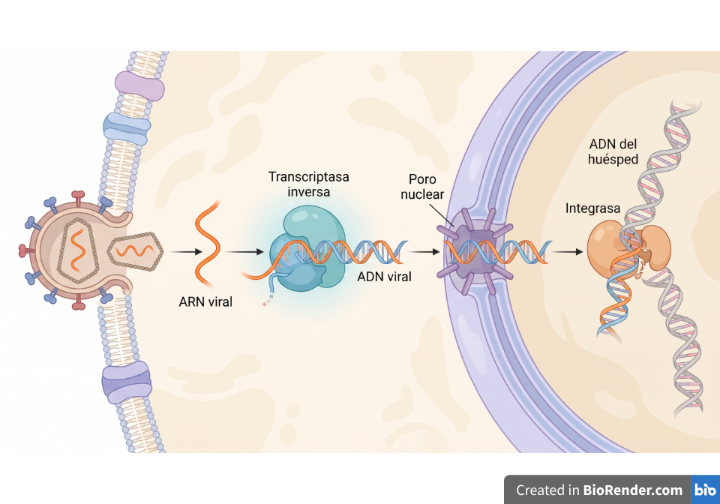 Transcriptasa
inversa
ARN viral
ADN viral
Poro
nuclear
ADN del
huésped
Integrasa
Created in BioRender.com bio